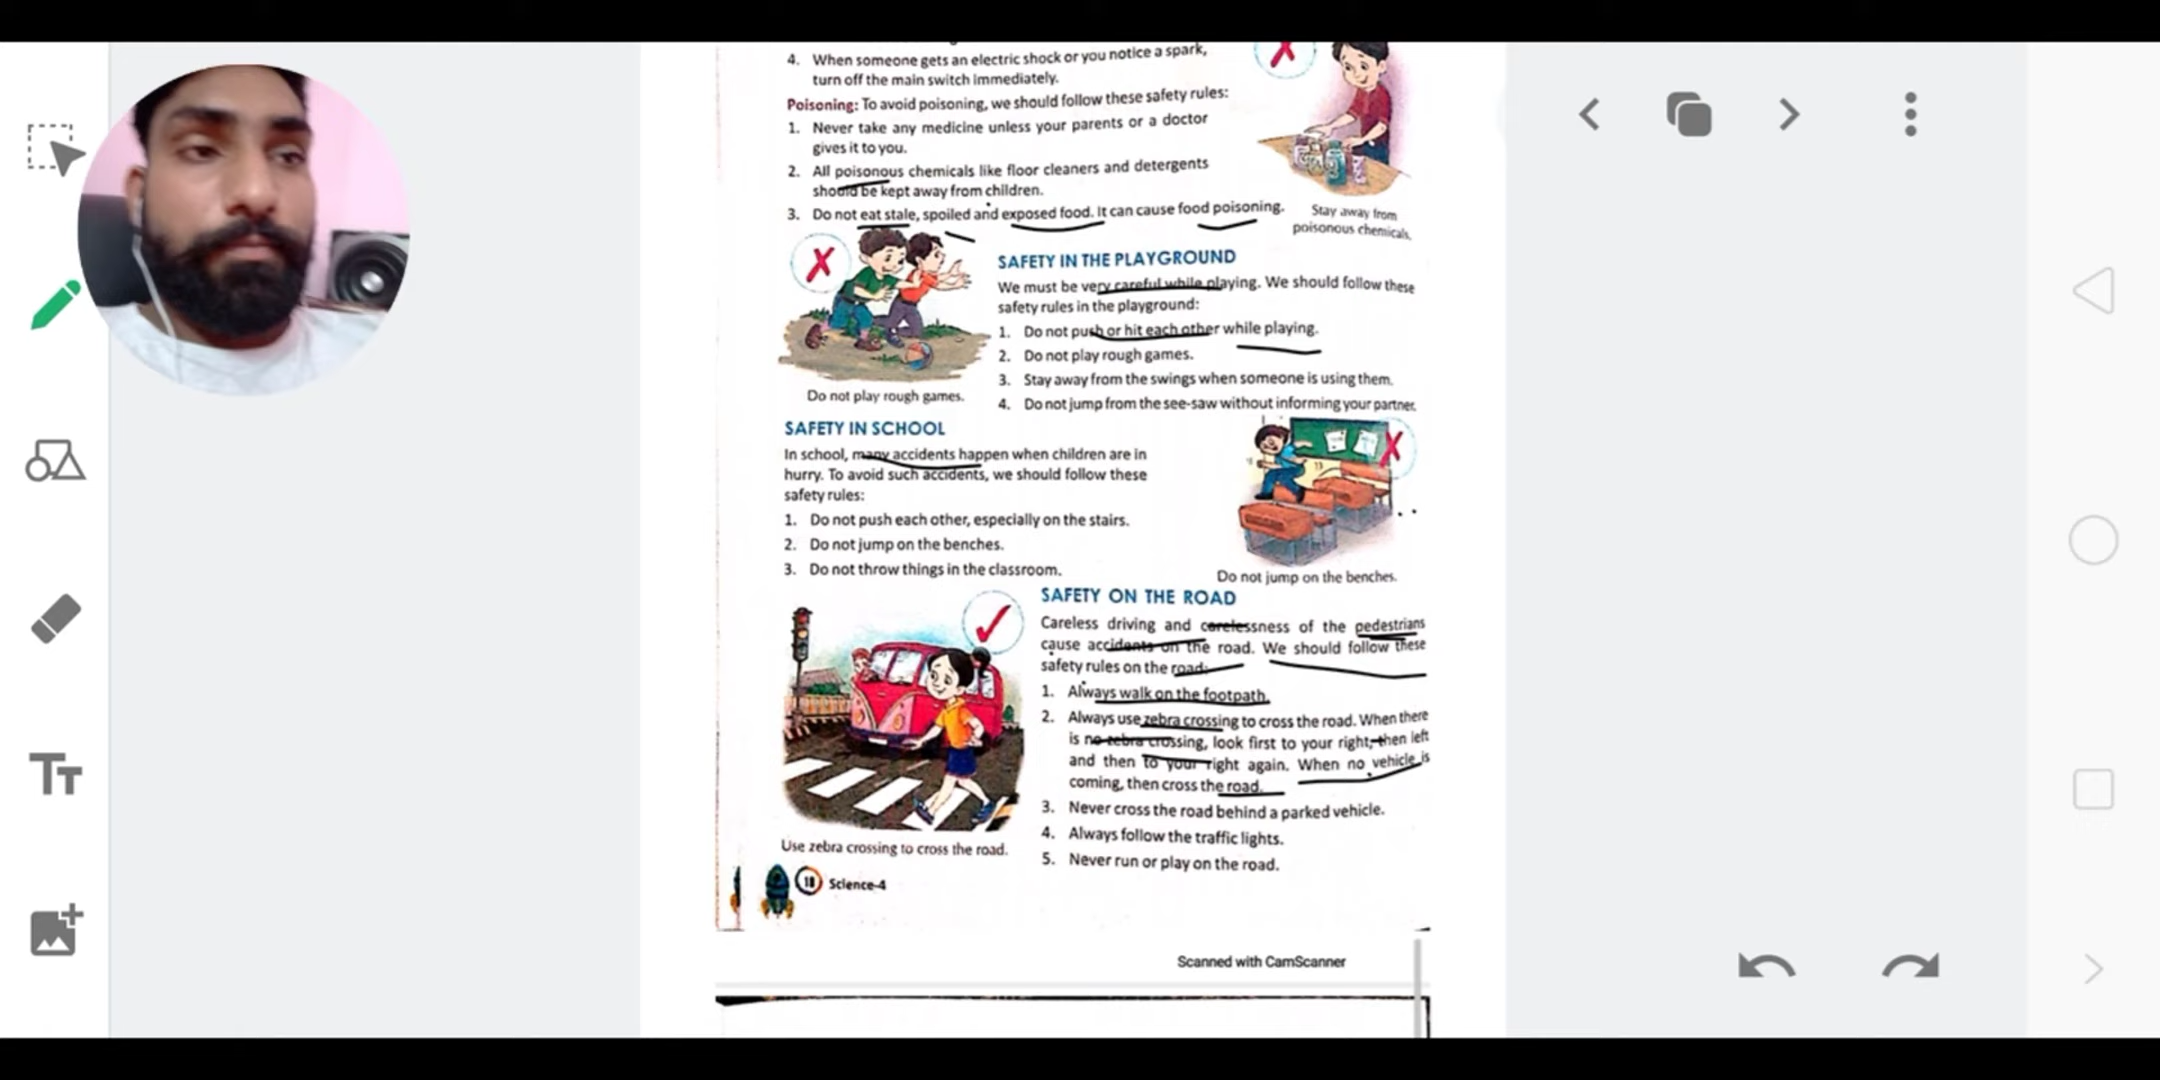 4. When someone gets an electric shock or you notice a spark,
turn off the main switch immediately.
Poisoning: To avoid poisoning, we should follow these safety rules:
1. Never take any medicine unless your parents or a doctor
gives it to you.
2. All poisonous chemicals like floor cleaners and detergents
should be kept away from children.
3. Do not eat stale, spoiled and exposed food. It can cause food poisoning.
Stay away from
poisonous chemicals.
SAFETY IN THE PLAYGROUND
We must be very careful while playing. We should follow these
safety rules in the playground:
1. Do not push or hit each other while playing.
2. Do not play rough games.
3. Stay away from the swings when someone is using them.
4. Do not jump from the see-saw without informing your partner.
Do not play rough games.
SAFETY IN SCHOOL
In school, many accidents happen when children are in
hurry. To avoid such accidents, we should follow these
safety rules:
1. Do not push each other, especially on the stairs.
2. Do not jump on the benches.
3. Do not throw things in the classroom.
Do not jump on the benches.
SAFETY ON THE ROAD
Careless driving and carelessness of the pedestrians
cause accidents on the road. We should follow these
safety rules on the road:
1. Always walk on the footpath.
2. Always use zebra crossing to cross the road. When there
is no zebra crossing, look first to your right, then left
and then to your right again. When no vehicle is
coming, then cross the road.
3. Never cross the road behind a parked vehicle.
4. Always follow the traffic lights.
5. Never run or play on the road.
Use zebra crossing to cross the road.
18 Science-4
Scanned with CamScanner
TT